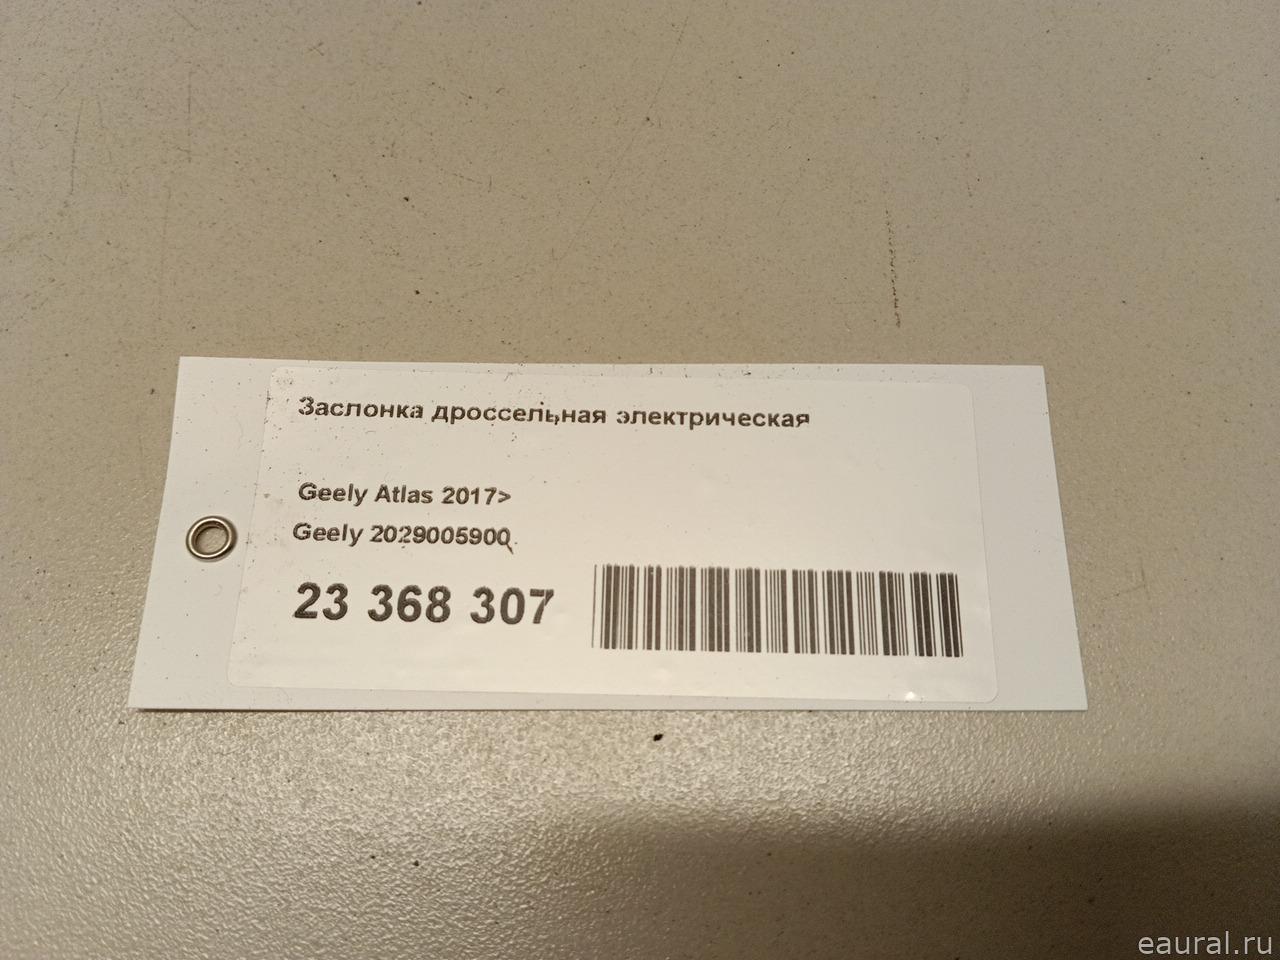 Заслонка дроссельная электрическая
Geely Atlas 2017>
Geely 2029005900
23 368 307
eaural.ru